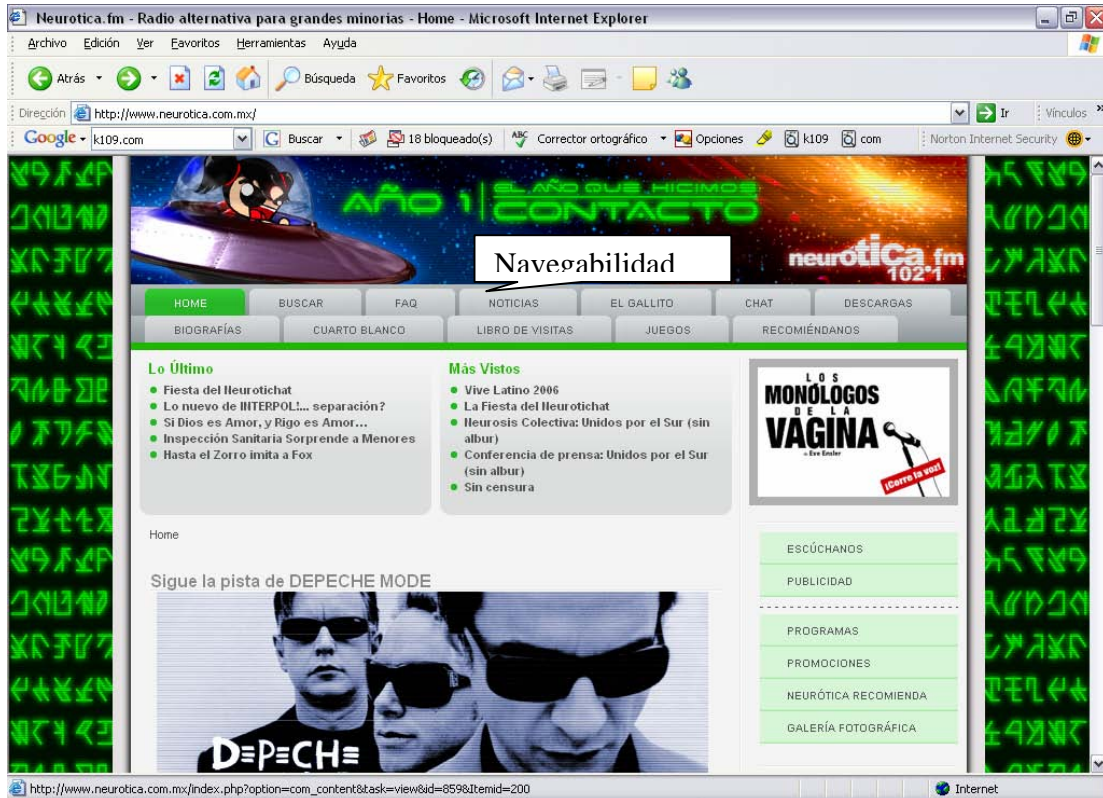 Neurotica.fm - Radio alternativa para grandes minorias - Home - Microsoft Internet Explorer
Archivo Edición Ver Favoritos Herramientas Ayuda
Atrás Búsqueda Favoritos
Dirección http://www.neurotica.com.mx/ Ir Vínculos »
Google k109.com Buscar 18 bloqueado(s) ABC Corrector ortográfico Opciones k109 com Norton Internet Security
AÑO 1 EL AÑO QUE HICIMOS
CONTACTO
Navegabilidad
neurótica.fm
102•1
HOME BUSCAR FAQ NOTICIAS EL GALLITO CHAT DESCARGAS
BIOGRAFÍAS CUARTO BLANCO LIBRO DE VISITAS JUEGOS RECOMIÉNDANOS
Lo Último
Fiesta del Neurotichat
Lo nuevo de INTERPOL!... separación?
Si Dios es Amor, y Rigo es Amor...
Inspección Sanitaria Sorprende a Menores
Hasta el Zorro imita a Fox
Más Vistos
Vive Latino 2006
La Fiesta del Neurotichat
Neurosis Colectiva: Unidos por el Sur (sin
albur)
Conferencia de prensa: Unidos por el Sur
(sin albur)
Sin censura
LOS
MONÓLOGOS
DE LA
VAGINA
de Eve Ensler
¡Corre la voz!
Home
Sigue la pista de DEPECHE MODE
DEPECHE
ESCÚCHANOS
PUBLICIDAD
PROGRAMAS
PROMOCIONES
NEURÓTICA RECOMIENDA
GALERÍA FOTOGRÁFICA
http://www.neurotica.com.mx/index.php?option=com_content&task=view&id=859&Itemid=200 Internet